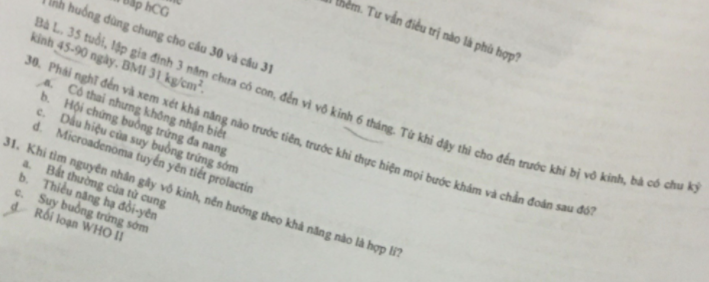 cấp hCG
thêm. Tư vấn điều trị nào là phù hợp?
Tình huống dùng chung cho câu 30 và câu 31
Bà L. 35 tuổi, lập gia đình 3 năm chưa có con, đến vì vô kinh 6 tháng. Từ khi dậy thì cho đến trước khi bị vô kinh, bà có chu kỳ
kinh 45-90 ngày. BMI 31 kg/cm².
30. Phải nghĩ đến và xem xét khả năng nào trước tiên, trước khi thực hiện mọi bước khám và chẩn đoán sau đó?
a. Có thai nhưng không nhận biết
b. Hội chứng buồng trứng đa nang
c. Dấu hiệu của suy buồng trứng sớm
d. Microadenoma tuyến yên tiết prolactin
31. Khi tìm nguyên nhân gây vô kinh, nên hướng theo khả năng nào là hợp lí?
a. Bất thường của tử cung
b. Thiểu năng hạ đồi-yên
c. Suy buồng trứng sớm
d. Rối loạn WHO II